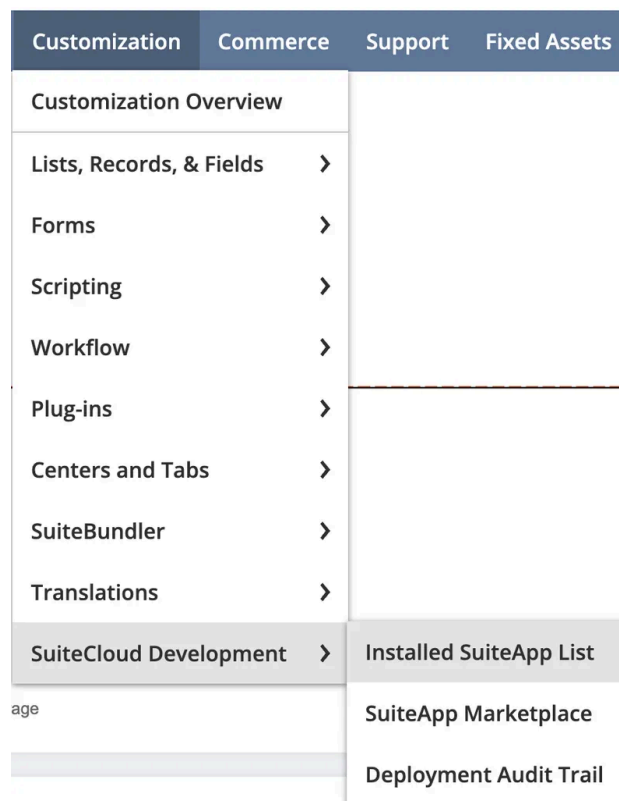 Customization Commerce Support Fixed Assets
Customization Overview
Lists, Records, & Fields
Forms
Scripting
Workflow
Plug-ins
Centers and Tabs
SuiteBundler
Translations
SuiteCloud Development
Installed SuiteApp List
age
SuiteApp Marketplace
Deployment Audit Trail